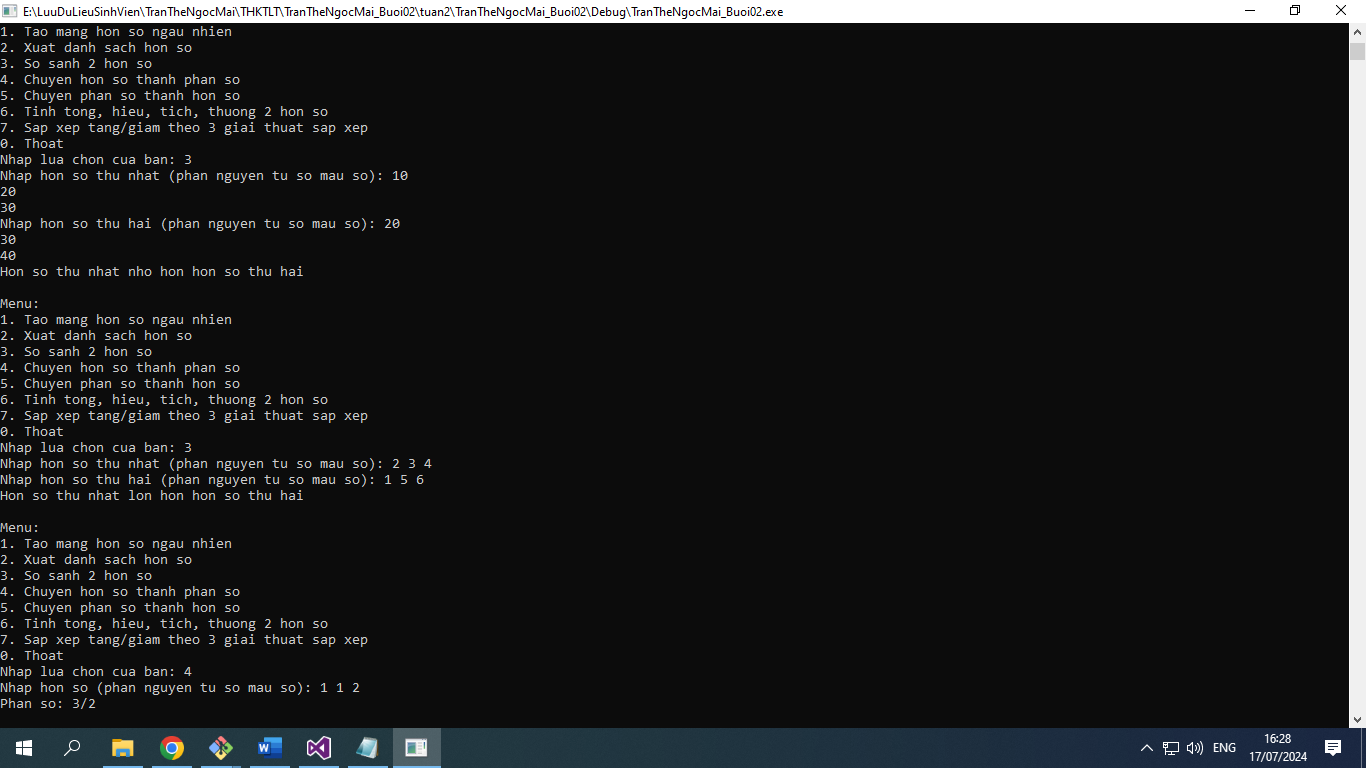 E:\LuuDuLieuSinhVien\TranTheNgocMai\THKTLT\TranTheNgocMai_Buoi02\tuan2\TranTheNgocMai_Buoi02\Debug\TranTheNgocMai_Buoi02.exe
1. Tao mang hon so ngau nhien
2. Xuat danh sach hon so
3. So sanh 2 hon so
4. Chuyen hon so thanh phan so
5. Chuyen phan so thanh hon so
6. Tinh tong, hieu, tich, thuong 2 hon so
7. Sap xep tang/giam theo 3 giai thuat sap xep
0. Thoat
Nhap lua chon cua ban: 3
Nhap hon so thu nhat (phan nguyen tu so mau so): 10
20
30
Nhap hon so thu hai (phan nguyen tu so mau so): 20
30
40
Hon so thu nhat nho hon hon so thu hai
Menu:
1. Tao mang hon so ngau nhien
2. Xuat danh sach hon so
3. So sanh 2 hon so
4. Chuyen hon so thanh phan so
5. Chuyen phan so thanh hon so
6. Tinh tong, hieu, tich, thuong 2 hon so
7. Sap xep tang/giam theo 3 giai thuat sap xep
0. Thoat
Nhap lua chon cua ban: 3
Nhap hon so thu nhat (phan nguyen tu so mau so): 2 3 4
Nhap hon so thu hai (phan nguyen tu so mau so): 1 5 6
Hon so thu nhat lon hon hon so thu hai
Menu:
1. Tao mang hon so ngau nhien
2. Xuat danh sach hon so
3. So sanh 2 hon so
4. Chuyen hon so thanh phan so
5. Chuyen phan so thanh hon so
6. Tinh tong, hieu, tich, thuong 2 hon so
7. Sap xep tang/giam theo 3 giai thuat sap xep
0. Thoat
Nhap lua chon cua ban: 4
Nhap hon so (phan nguyen tu so mau so): 1 1 2
Phan so: 3/2
ENG
16:28
17/07/2024